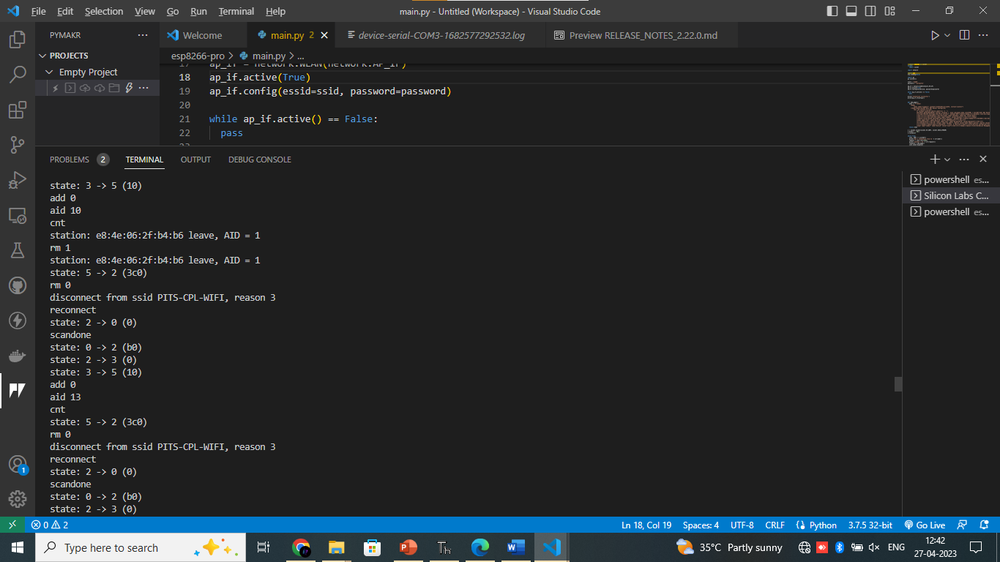 File Edit Selection View Go Run Terminal Help
main.py - Untitled (Workspace) - Visual Studio Code
PYMAKR
Welcome
main.py 2
device-serial-COM3-1682577292532.log
Preview RELEASE_NOTES_2.22.0.md
PROJECTS
Empty Project
esp8266-pro > main.py > ...
17 ap_if = network.WLAN(network.AP_IF)
18 ap_if.active(True)
19 ap_if.config(essid=ssid, password=password)
20
21 while ap_if.active() == False:
22 pass
PROBLEMS 2 TERMINAL OUTPUT DEBUG CONSOLE
state: 3 -> 5 (10)
add 0
aid 10
cnt
station: e8:4e:06:2f:b4:b6 leave, AID = 1
rm 1
station: e8:4e:06:2f:b4:b6 leave, AID = 1
state: 5 -> 2 (3c0)
rm 0
disconnect from ssid PITS-CPL-WIFI, reason 3
reconnect
state: 2 -> 0 (0)
scandone
state: 0 -> 2 (b0)
state: 2 -> 3 (0)
state: 3 -> 5 (10)
add 0
aid 13
cnt
state: 5 -> 2 (3c0)
rm 0
disconnect from ssid PITS-CPL-WIFI, reason 3
reconnect
state: 2 -> 0 (0)
scandone
state: 0 -> 2 (b0)
state: 2 -> 3 (0)
powershell es...
Silicon Labs C...
powershell es...
1
0 2
Ln 18, Col 19 Spaces: 4 UTF-8 CRLF Python 3.7.5 32-bit Go Live
Type here to search
35°C Partly sunny
ENG
12:42
27-04-2023